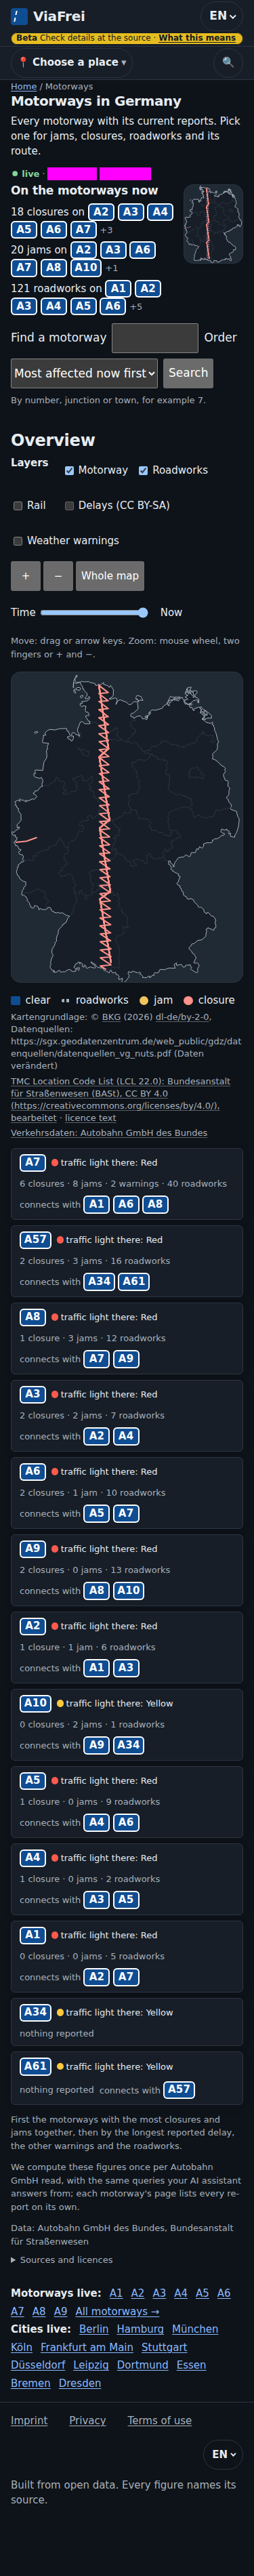 ViaFrei
EN
Beta Check details at the source · What this means
📍 Choose a place ▾
🔍
Home / Motorways
Motorways in Germany
Every motorway with its current reports. Pick
one for jams, closures, roadworks and its
route.
live ·
On the motorways now
18 closures on A2 A3 A4
A5 A6 A7 +3
20 jams on A2 A3 A6
A7 A8 A10 +1
121 roadworks on A1 A2
A3 A4 A5 A6 +5
Find a motorway Order
Most affected now first Search
By number, junction or town, for example 7.
Overview
Layers Motorway Roadworks
Rail Delays (CC BY-SA)
Weather warnings
+ − Whole map
Time Now
Move: drag or arrow keys. Zoom: mouse wheel, two
fingers or + and −.
clear roadworks jam closure
Kartengrundlage: © BKG (2026) dl-de/by-2-0,
Datenquellen:
https://sgx.geodatenzentrum.de/web_public/gdz/dat
enquellen/datenquellen_vg_nuts.pdf (Daten
verändert)
TMC Location Code List (LCL 22.0): Bundesanstalt
für Straßenwesen (BASt), CC BY 4.0
(https://creativecommons.org/licenses/by/4.0/),
bearbeitet · licence text
Verkehrsdaten: Autobahn GmbH des Bundes
A7 traffic light there: Red
6 closures · 8 jams · 2 warnings · 40 roadworks
connects with A1 A6 A8
A57 traffic light there: Red
2 closures · 3 jams · 16 roadworks
connects with A34 A61
A8 traffic light there: Red
1 closure · 3 jams · 12 roadworks
connects with A7 A9
A3 traffic light there: Red
2 closures · 2 jams · 7 roadworks
connects with A2 A4
A6 traffic light there: Red
2 closures · 1 jam · 10 roadworks
connects with A5 A7
A9 traffic light there: Red
2 closures · 0 jams · 13 roadworks
connects with A8 A10
A2 traffic light there: Red
1 closure · 1 jam · 6 roadworks
connects with A1 A3
A10 traffic light there: Yellow
0 closures · 2 jams · 1 roadworks
connects with A9 A34
A5 traffic light there: Red
1 closure · 0 jams · 9 roadworks
connects with A4 A6
A4 traffic light there: Red
1 closure · 0 jams · 2 roadworks
connects with A3 A5
A1 traffic light there: Red
0 closures · 0 jams · 5 roadworks
connects with A2 A7
A34 traffic light there: Yellow
nothing reported
A61 traffic light there: Yellow
nothing reported connects with A57
First the motorways with the most closures and
jams together, then by the longest reported delay,
the other warnings and the roadworks.
We compute these figures once per Autobahn
GmbH read, with the same queries your AI assistant
answers from; each motorway's page lists every re-
port on its own.
Data: Autobahn GmbH des Bundes, Bundesanstalt
für Straßenwesen
▶ Sources and licences
Motorways live: A1 A2 A3 A4 A5 A6
A7 A8 A9 All motorways →
Cities live: Berlin Hamburg München
Köln Frankfurt am Main Stuttgart
Düsseldorf Leipzig Dortmund Essen
Bremen Dresden
Imprint Privacy Terms of use
EN
Built from open data. Every figure names its
source.